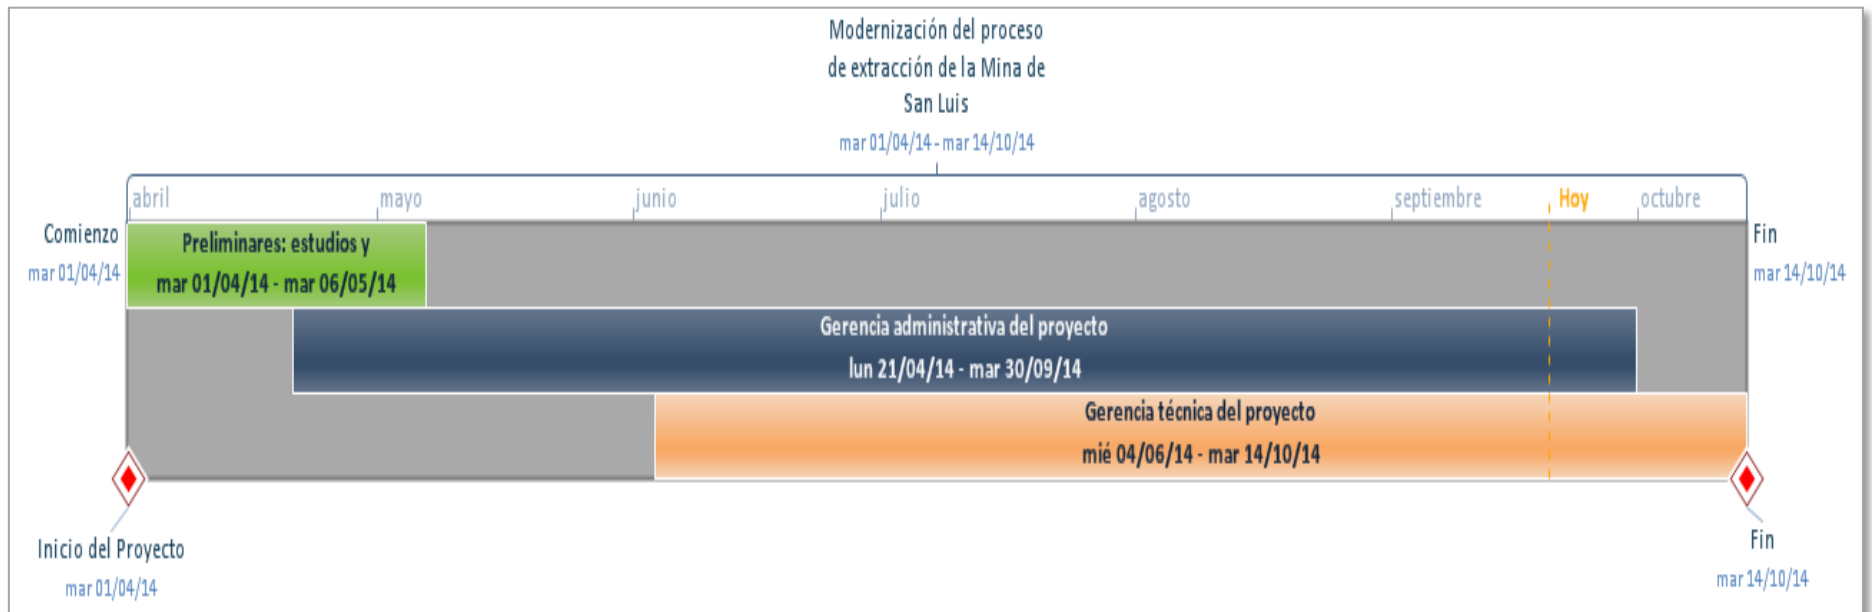 Modernización del proceso
de extracción de la Mina de
San Luis
mar 01/04/14 - mar 14/10/14
abril mayo junio julio agosto septiembre Hoy octubre
Comienzo
mar 01/04/14
Fin
mar 14/10/14
Preliminares: estudios y
mar 01/04/14 - mar 06/05/14
Gerencia administrativa del proyecto
lun 21/04/14 - mar 30/09/14
Gerencia técnica del proyecto
mié 04/06/14 - mar 14/10/14
Inicio del Proyecto
mar 01/04/14
Fin
mar 14/10/14